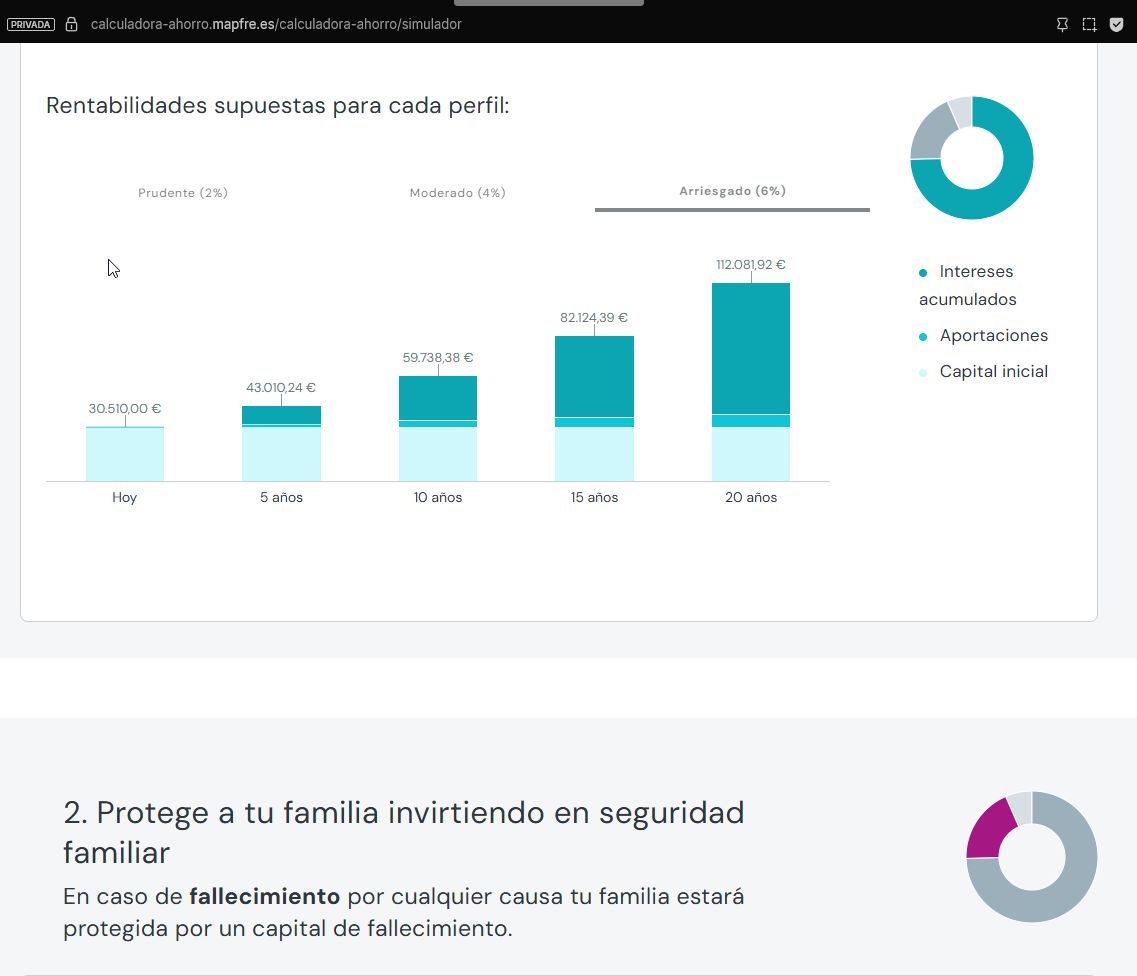 PRIVADA
calculadora-ahorro.mapfre.es/calculadora-ahorro/simulador
Rentabilidades supuestas para cada perfil:
Prudente (2%)
Moderado (4%)
Arriesgado (6%)
30.510,00 €
43.010,24 €
59.738,38 €
82.124,39 €
112.081,92 €
Hoy
5 años
10 años
15 años
20 años
Intereses
acumulados
Aportaciones
Capital inicial
2. Protege a tu familia invirtiendo en seguridad
familiar
En caso de fallecimiento por cualquier causa tu familia estará
protegida por un capital de fallecimiento.